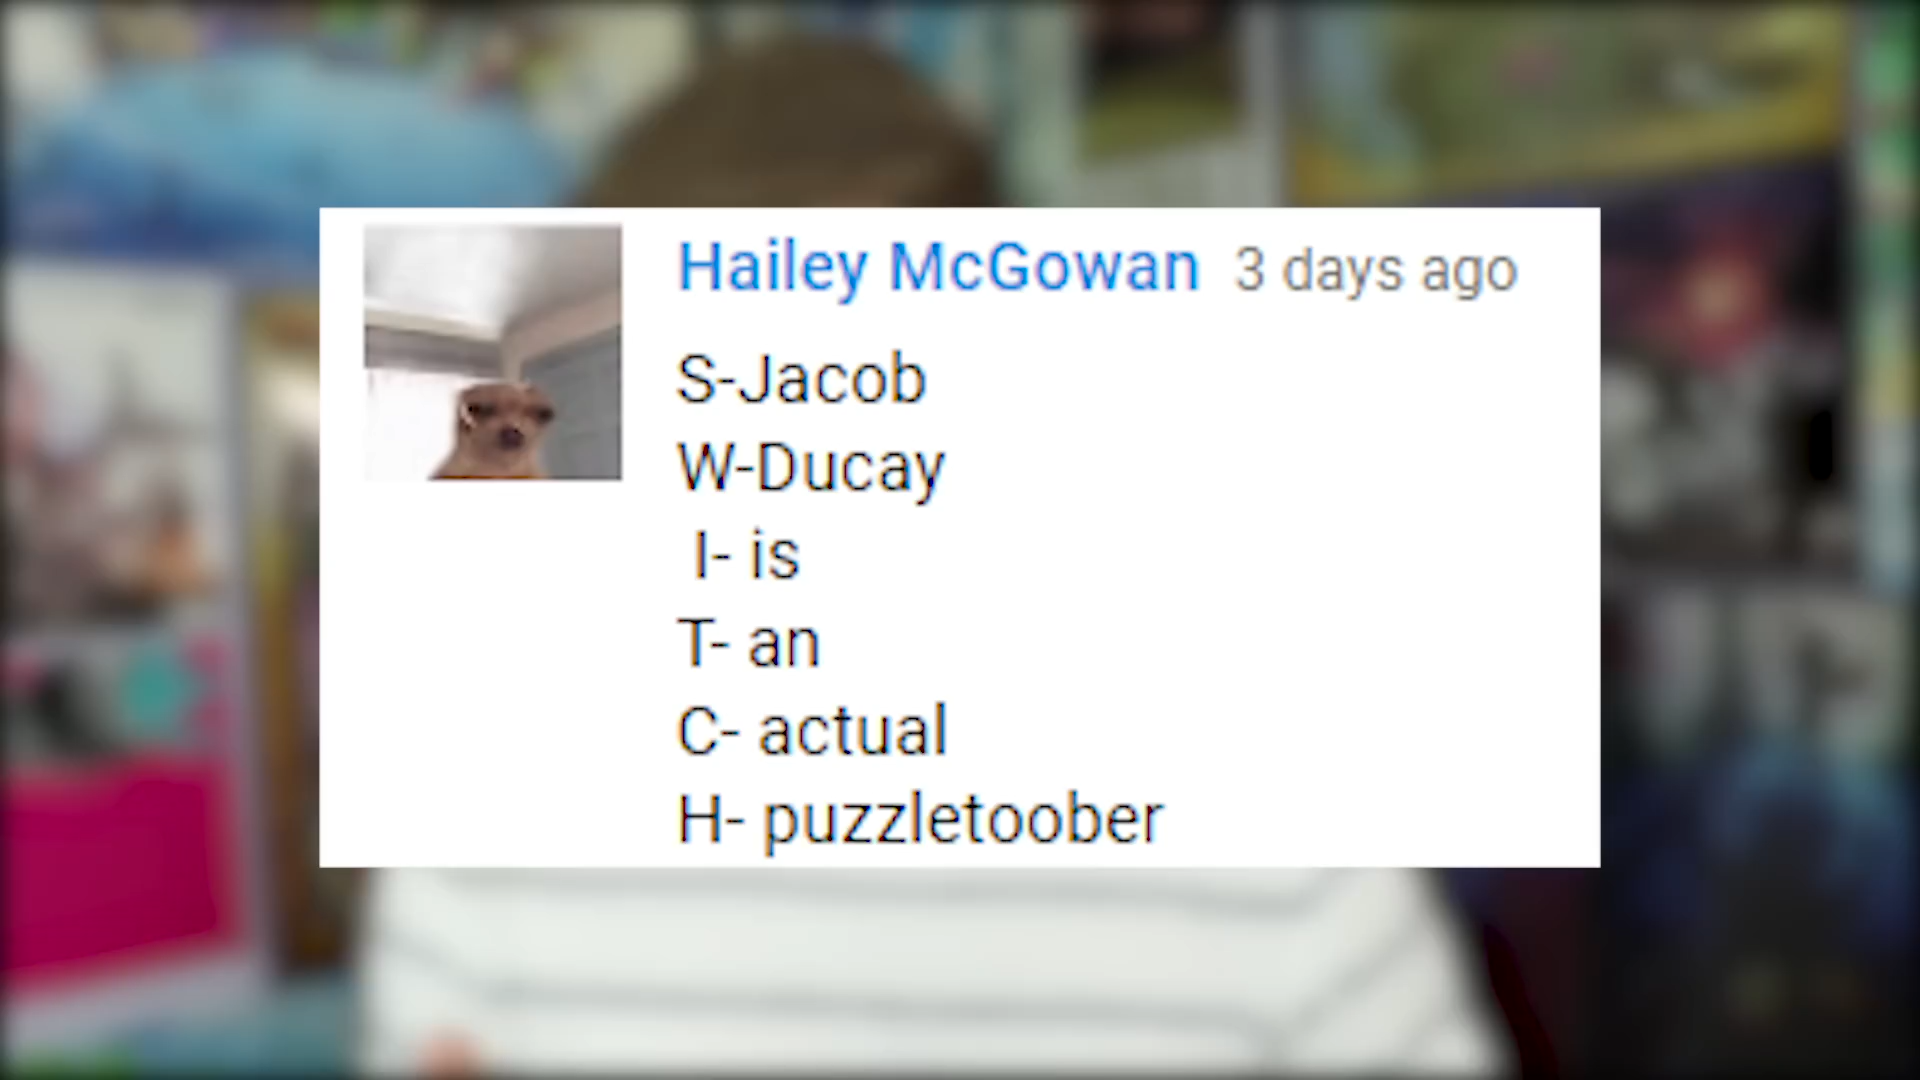 Hailey McGowan 3 days ago
S-Jacob
W-Ducay
I- is
T- an
C- actual
H- puzzletoober